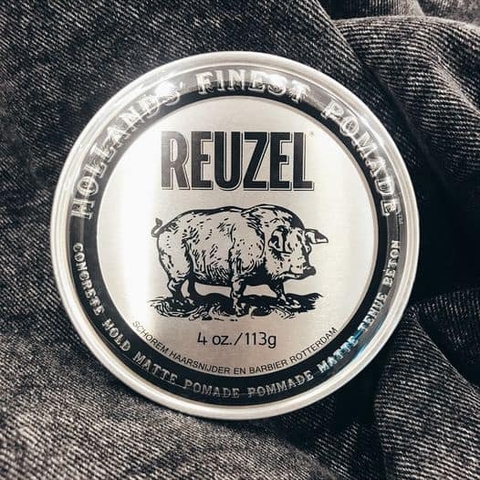 HOLLANDS' FINEST POMADE™
REUZEL®
4 oz./113g
SCHOREM HAARSNIJDER EN BARBIER ROTTERDAM
CONCRETE HOLD MATTE POMADE POMMADE MATTE TENUE BÉTON